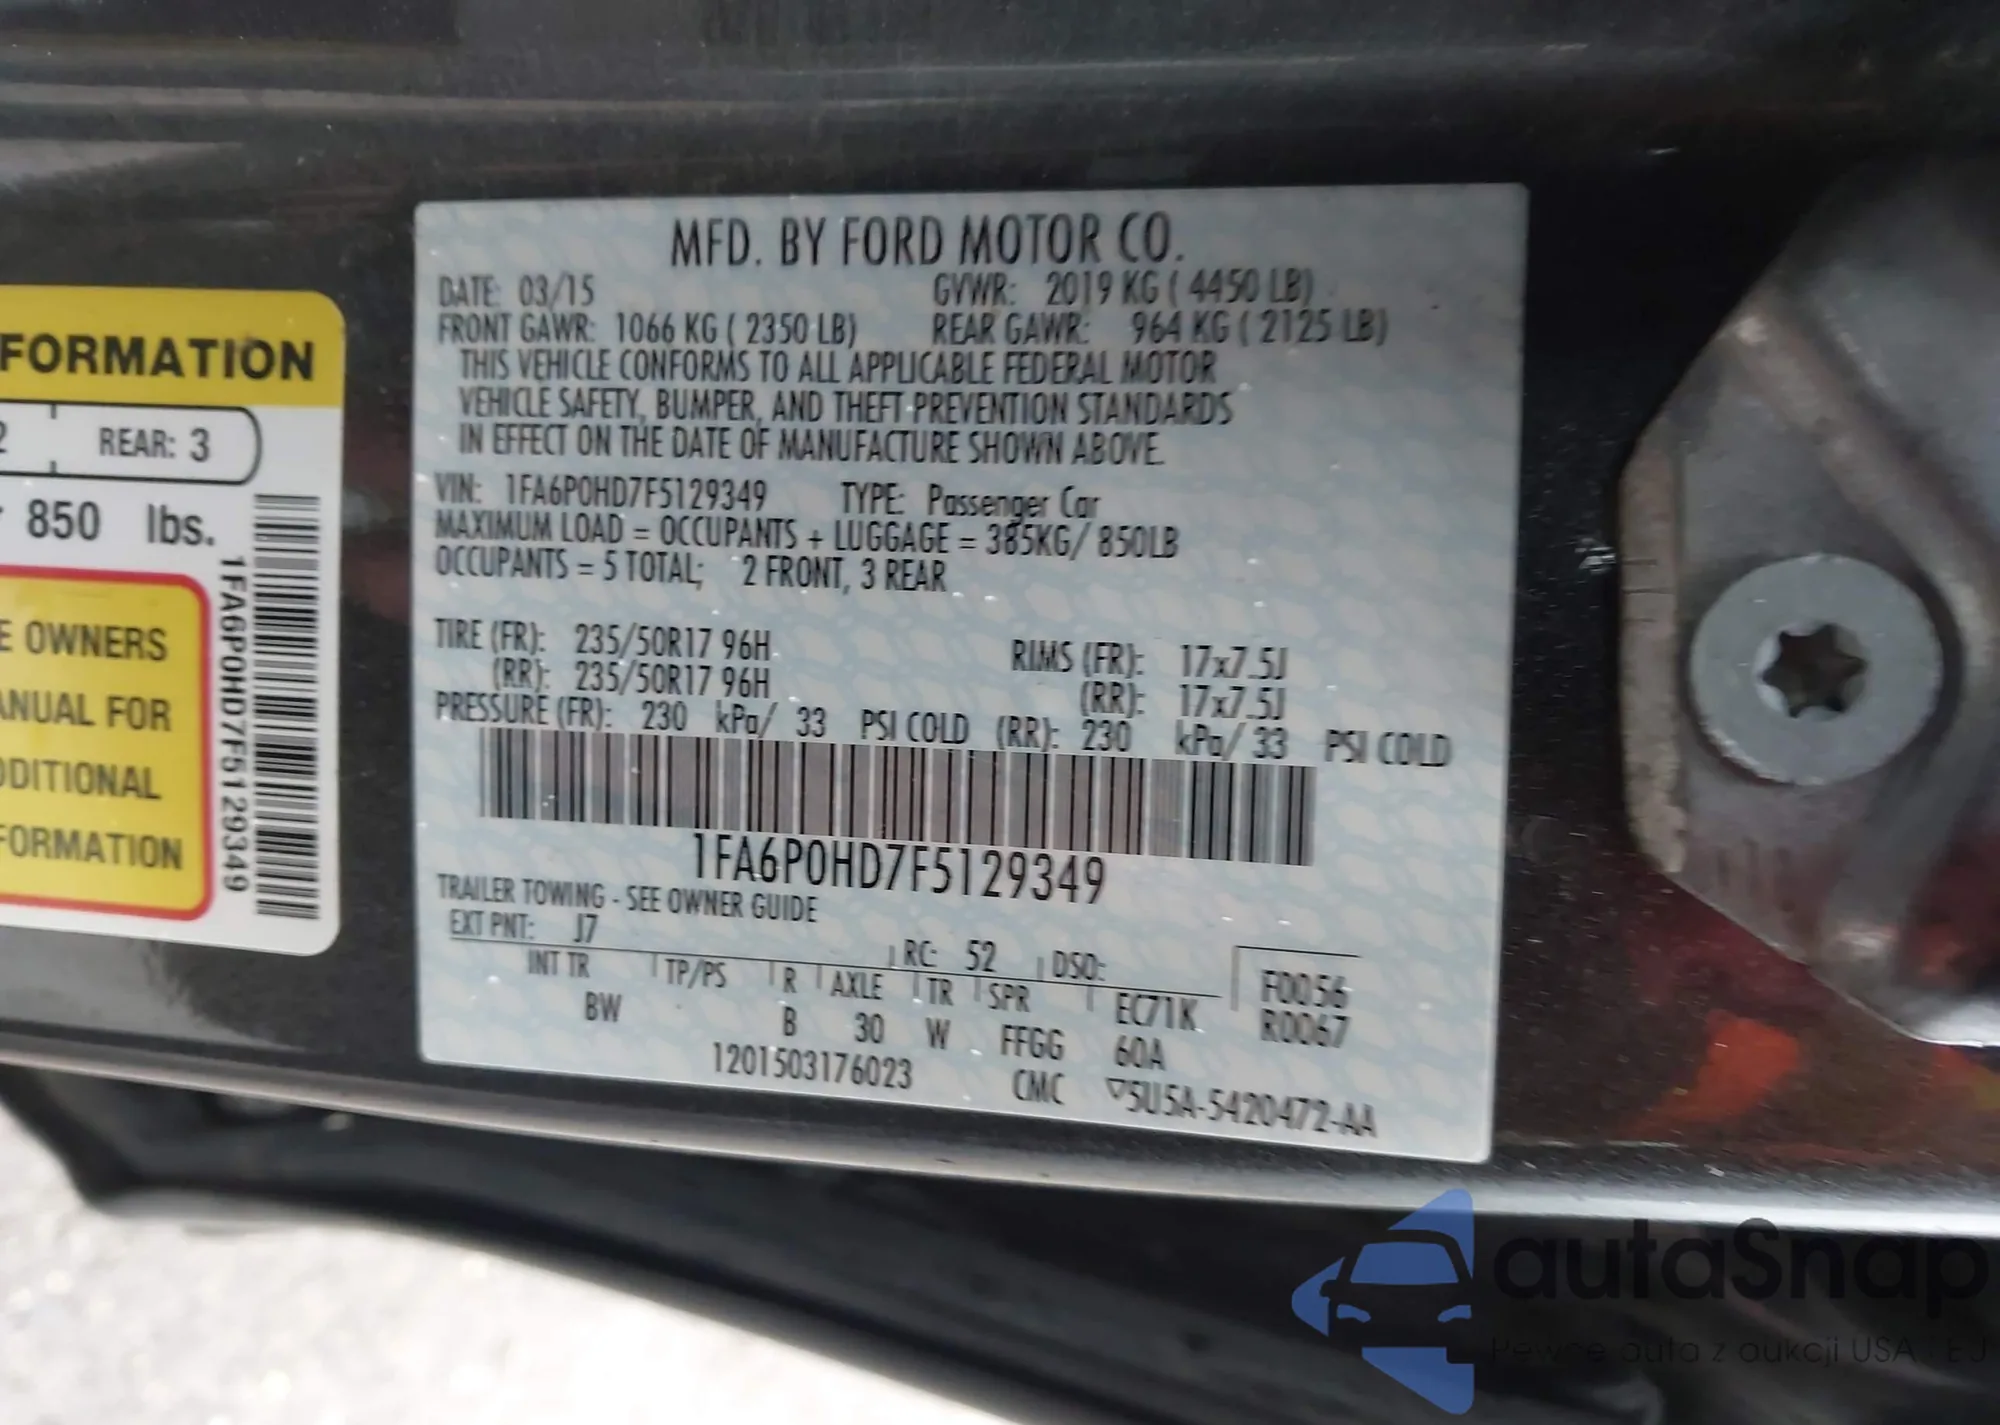 FORMATION
2 REAR: 3
850 lbs.
E OWNERS
ANUAL FOR
DDITIONAL
FORMATION
1FA6P0HD7F5129349
MFD. BY FORD MOTOR CO.
DATE: 03/15 GVWR: 2019 KG ( 4450 LB)
FRONT GAWR: 1066 KG ( 2350 LB) REAR GAWR: 964 KG ( 2125 LB)
THIS VEHICLE CONFORMS TO ALL APPLICABLE FEDERAL MOTOR
VEHICLE SAFETY, BUMPER, AND THEFT PREVENTION STANDARDS
IN EFFECT ON THE DATE OF MANUFACTURE SHOWN ABOVE.
VIN: 1FA6P0HD7F5129349 TYPE: Passenger Car
MAXIMUM LOAD = OCCUPANTS + LUGGAGE = 385KG/ 850LB
OCCUPANTS = 5 TOTAL; 2 FRONT, 3 REAR
TIRE (FR): 235/50R17 96H RIMS (FR): 17x7.5J
(RR): 235/50R17 96H (RR): 17x7.5J
PRESSURE (FR): 230 kPa/ 33 PSI COLD (RR): 230 kPa/ 33 PSI COLD
1FA6P0HD7F5129349
TRAILER TOWING - SEE OWNER GUIDE
EXT PNT: J7 RC: 52 DSO: F0056
INT TR TP/PS R AXLE TR SPR EC71K R0067
BW B 30 W FFGG 60A
1201503176023 CMC ▽5U5A-5420472-AA
autaSnap
Pewne auta z aukcji USA i EU